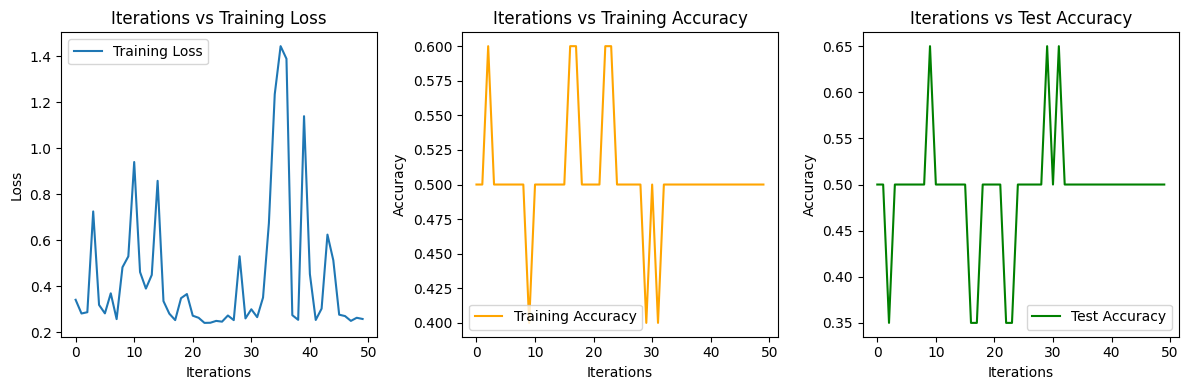 Iterations vs Training Loss
Training Loss
1.4
1.2
1.0
0.8
0.6
0.4
0.2
Loss
0 10 20 30 40 50
Iterations
Iterations vs Training Accuracy
0.600
0.575
0.550
0.525
0.500
0.475
0.450
0.425
0.400
Accuracy
Training Accuracy
0 10 20 30 40 50
Iterations
Iterations vs Test Accuracy
0.65
0.60
0.55
0.50
0.45
0.40
0.35
Accuracy
Test Accuracy
0 10 20 30 40 50
Iterations